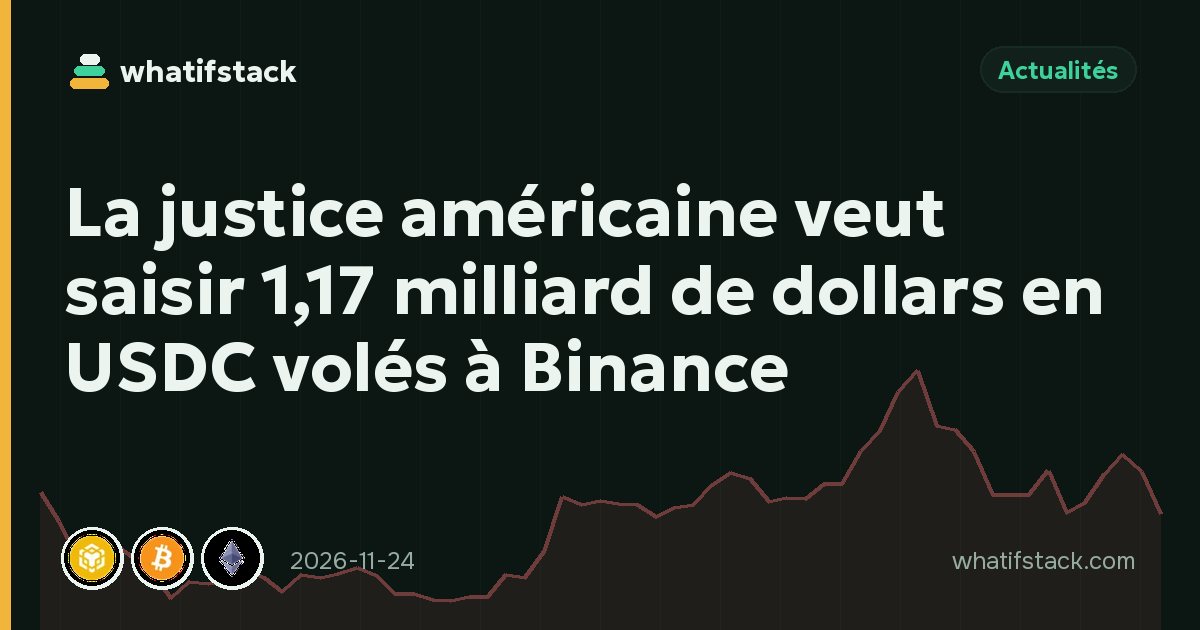 whatifstack
Actualités
La justice américaine veut
saisir 1,17 milliard de dollars en
USDC volés à Binance
2026-11-24
whatifstack.com